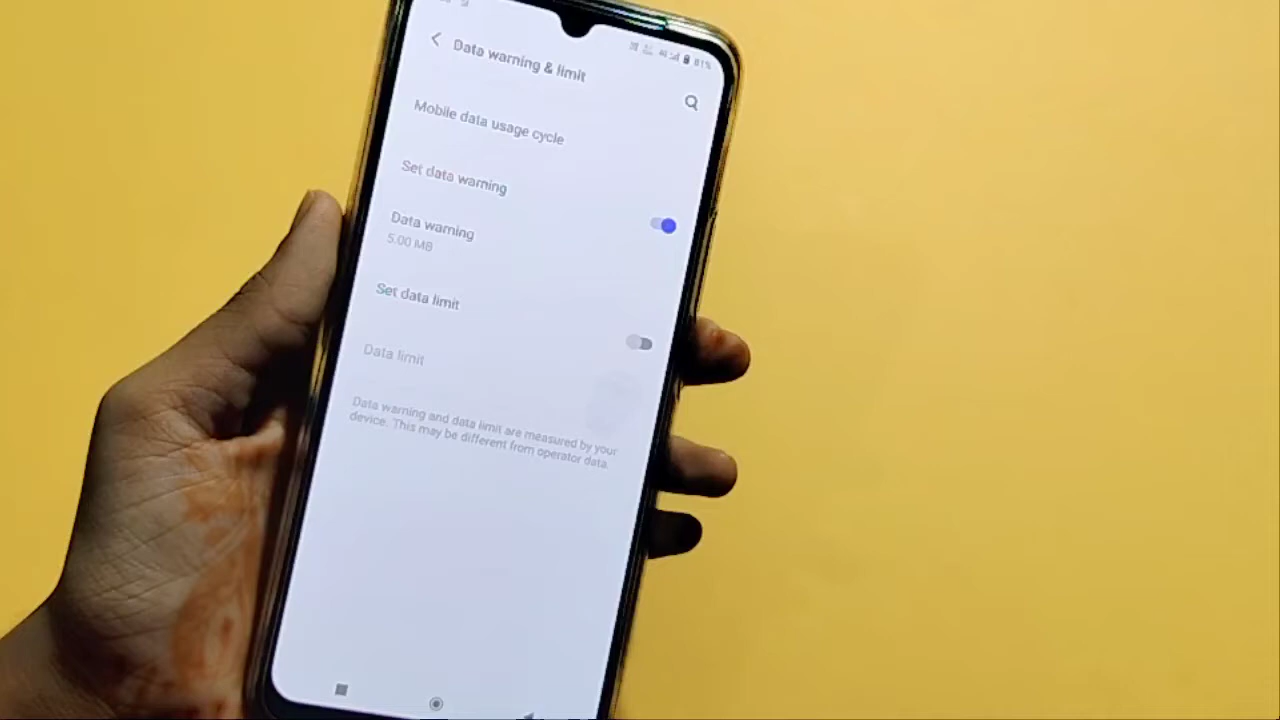 81%
Data warning & limit
Mobile data usage cycle
Set data warning
Data warning
5.00 MB
Set data limit
Data limit
Data warning and data limit are measured by your
device. This may be different from operator data.